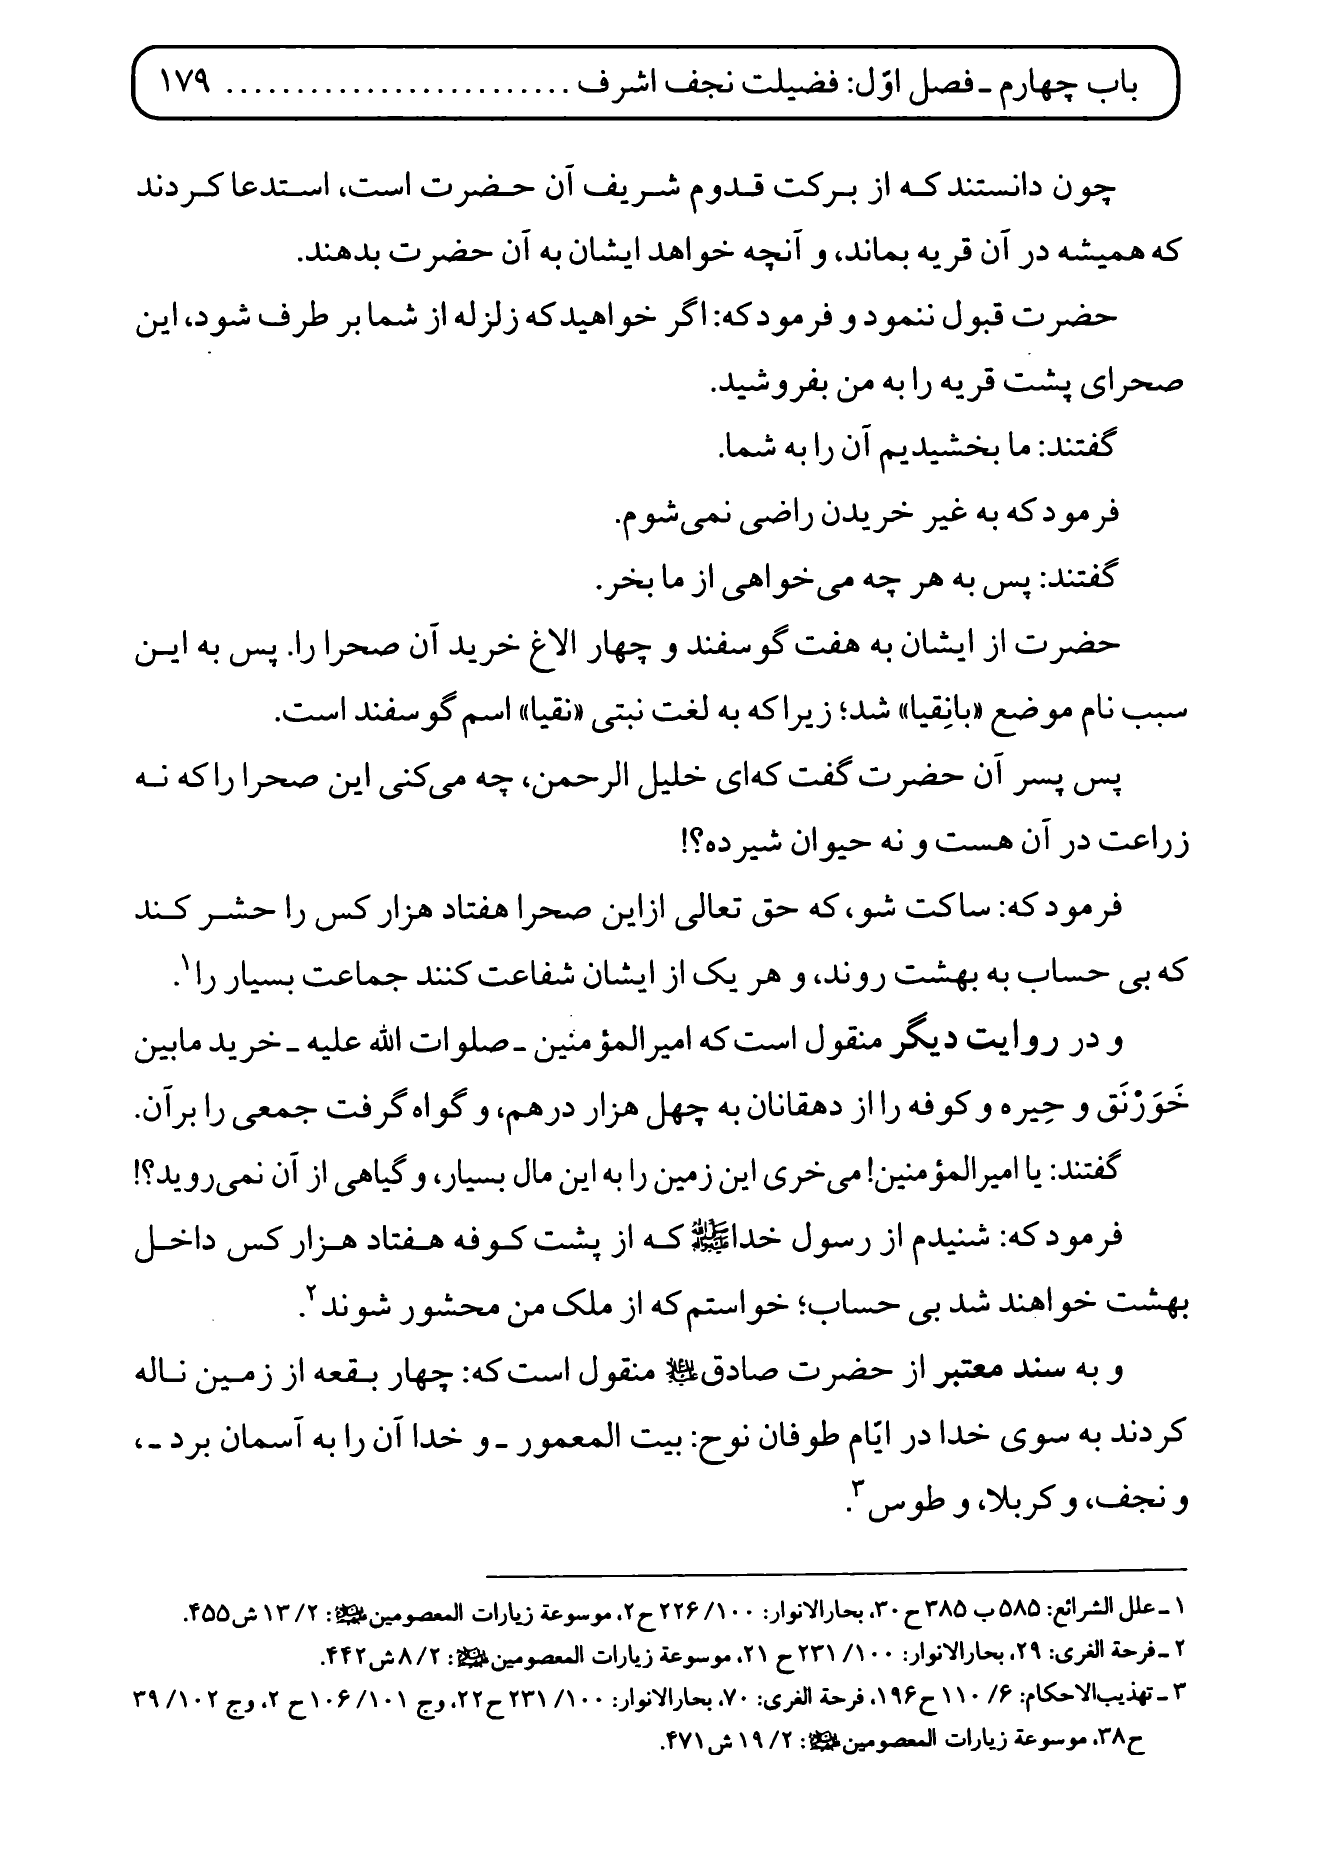 باب چهارم ـ فصل اوّل: فضیلت نجف اشرف ......................... ۱۷۹
چون دانستند که از برکت قدوم شریف آن حضرت است، استدعا کردند
که همیشه در آن قریه بماند، و آنچه خواهد ایشان به آن حضرت بدهند.
حضرت قبول ننمود و فرمود که: اگر خواهید که زلزله از شما بر طرف شود، این
صحرای پشت قریه را به من بفروشید.
گفتند: ما بخشیدیم آن را به شما.
فرمود که به غیر خریدن راضی نمی‌شوم.
گفتند: پس به هر چه می‌خواهی از ما بخر.
حضرت از ایشان به هفت گوسفند و چهار الاغ خرید آن صحرا را. پس به این
سبب نام موضع «بانِقیا» شد؛ زیرا که به لغت نبتی «نقیا» اسم گوسفند است.
پس پسر آن حضرت گفت که‌ای خلیل الرحمن، چه می‌کنی این صحرا را که نه
زراعت در آن هست و نه حیوان شیرده؟!
فرمود که: ساکت شو، که حق تعالی ازاین صحرا هفتاد هزار کس را حشر کند
که بی حساب به بهشت روند، و هر یک از ایشان شفاعت کنند جماعت بسیار را۱.
و در روایت دیگر منقول است که امیرالمؤمنین ـ صلوات الله علیه ـ خرید مابین
خَوَرْنَق و حِیره و کوفه را از دهقانان به چهل هزار درهم، و گواه گرفت جمعی را برآن.
گفتند: یا امیرالمؤمنین! می‌خری این زمین را به این مال بسیار، و گیاهی از آن نمی‌روید؟!
فرمود که: شنیدم از رسول خداﷺ که از پشت کوفه هفتاد هزار کس داخل
بهشت خواهند شد بی حساب؛ خواستم که از ملک من محشور شوند۲.
و به سند معتبر از حضرت صادق علیه السلام منقول است که: چهار بقعه از زمین ناله
کردند به سوی خدا در ایّام طوفان نوح: بیت المعمور ـ و خدا آن را به آسمان برد ـ،
و نجف، و کربلا، و طوس۳.
۱ ـ علل الشرائع: ۵۸۵ ب ۳۸۵ ح ۳۰، بحارالانوار: ۱۰۰/ ۲۲۶ ح ۲، موسوعة زیارات المعصومین علیهم السلام: ۲/ ۱۳ ش ۴۵۵.
۲ ـ فرحة الغری: ۲۹، بحارالانوار: ۱۰۰/ ۲۳۱ ح ۲۱، موسوعة زیارات المعصومین علیهم السلام: ۲/ ۸ ش ۴۴۲.
۳ ـ تهذیب‌الاحکام: ۶/ ۱۱۰ ح ۱۹۶، فرحة الغری: ۷۰، بحارالانوار: ۱۰۰/ ۲۳۱ ح ۲۲، وج ۱۰۱/ ۱۰۶ ح ۲، وج ۱۰۲/ ۳۹
ح ۳۸، موسوعة زیارات المعصومین علیهم السلام: ۲/ ۱۹ ش ۴۷۱.